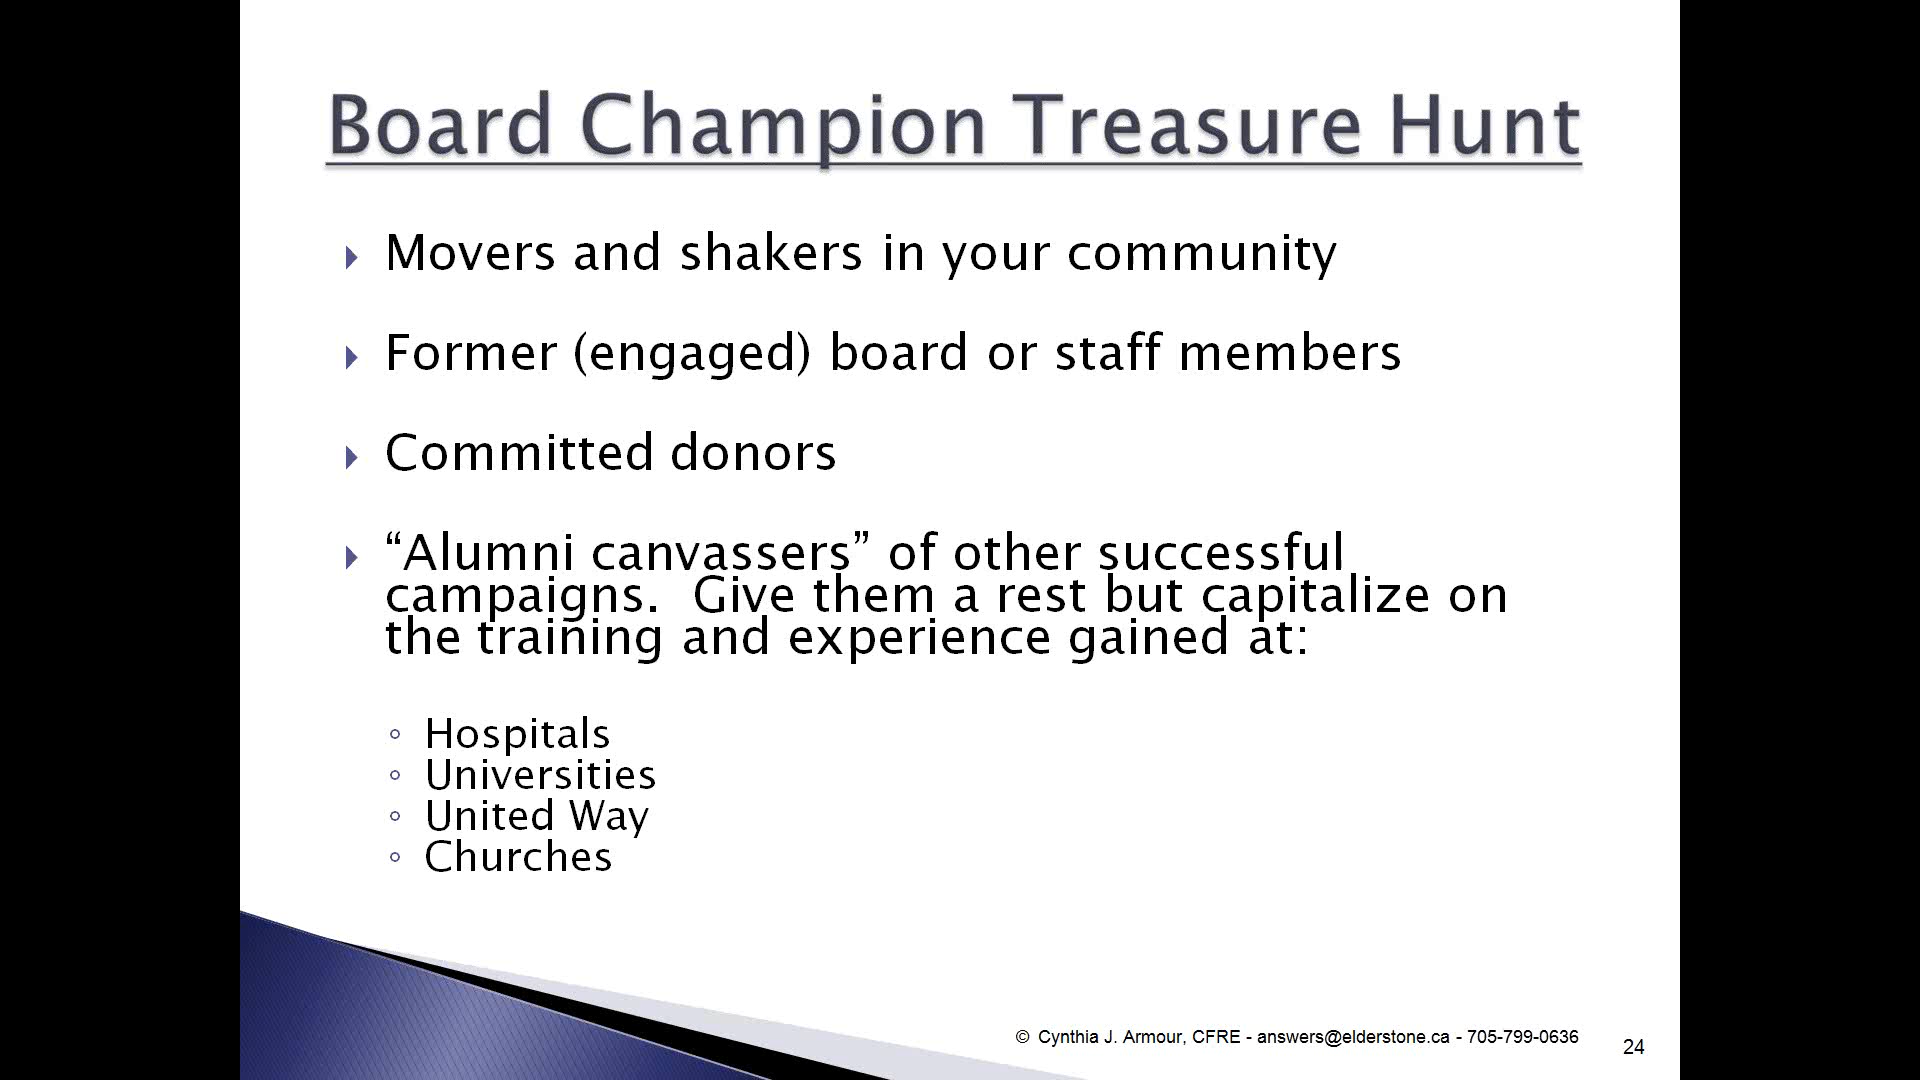 Board Champion Treasure Hunt
Movers and shakers in your community
Former (engaged) board or staff members
Committed donors
“Alumni canvassers” of other successful
campaigns.  Give them a rest but capitalize on
the training and experience gained at:
Hospitals
Universities
United Way
Churches
© Cynthia J. Armour, CFRE - answers@elderstone.ca - 705-799-0636
24